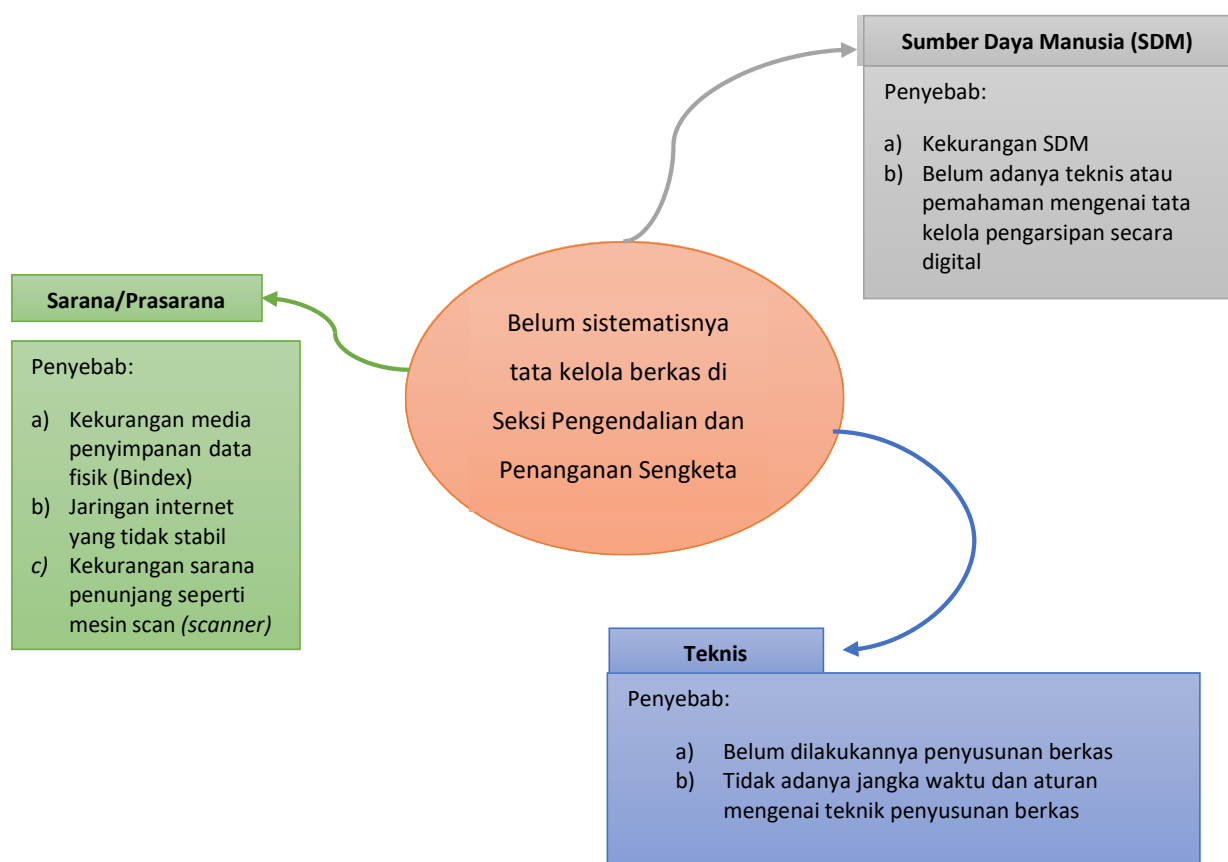 Sumber Daya Manusia (SDM)
Penyebab:
a) Kekurangan SDM
b) Belum adanya teknis atau
pemahaman mengenai tata
kelola pengarsipan secara
digital
Sarana/Prasarana
Penyebab:
a) Kekurangan media
penyimpanan data
fisik (Bindex)
b) Jaringan internet
yang tidak stabil
c) Kekurangan sarana
penunjang seperti
mesin scan (scanner)
Belum sistematisnya
tata kelola berkas di
Seksi Pengendalian dan
Penanganan Sengketa
Teknis
Penyebab:
a) Belum dilakukannya penyusunan berkas
b) Tidak adanya jangka waktu dan aturan
mengenai teknik penyusunan berkas